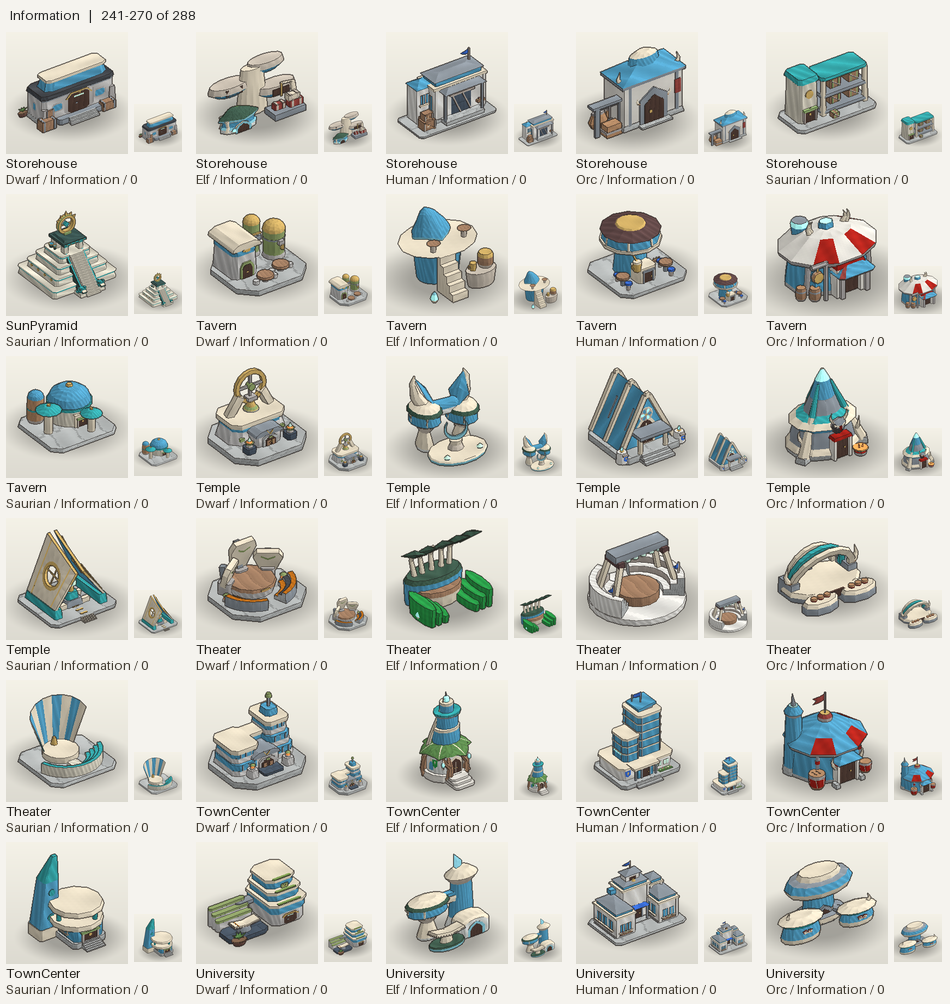 Information | 241-270 of 288
Storehouse Storehouse Storehouse Storehouse Storehouse
Dwarf / Information / 0 Elf / Information / 0 Human / Information / 0 Orc / Information / 0 Saurian / Information / 0
SunPyramid Tavern Tavern Tavern Tavern
Saurian / Information / 0 Dwarf / Information / 0 Elf / Information / 0 Human / Information / 0 Orc / Information / 0
Tavern Temple Temple Temple Temple
Saurian / Information / 0 Dwarf / Information / 0 Elf / Information / 0 Human / Information / 0 Orc / Information / 0
Temple Theater Theater Theater Theater
Saurian / Information / 0 Dwarf / Information / 0 Elf / Information / 0 Human / Information / 0 Orc / Information / 0
Theater TownCenter TownCenter TownCenter TownCenter
Saurian / Information / 0 Dwarf / Information / 0 Elf / Information / 0 Human / Information / 0 Orc / Information / 0
TownCenter University University University University
Saurian / Information / 0 Dwarf / Information / 0 Elf / Information / 0 Human / Information / 0 Orc / Information / 0